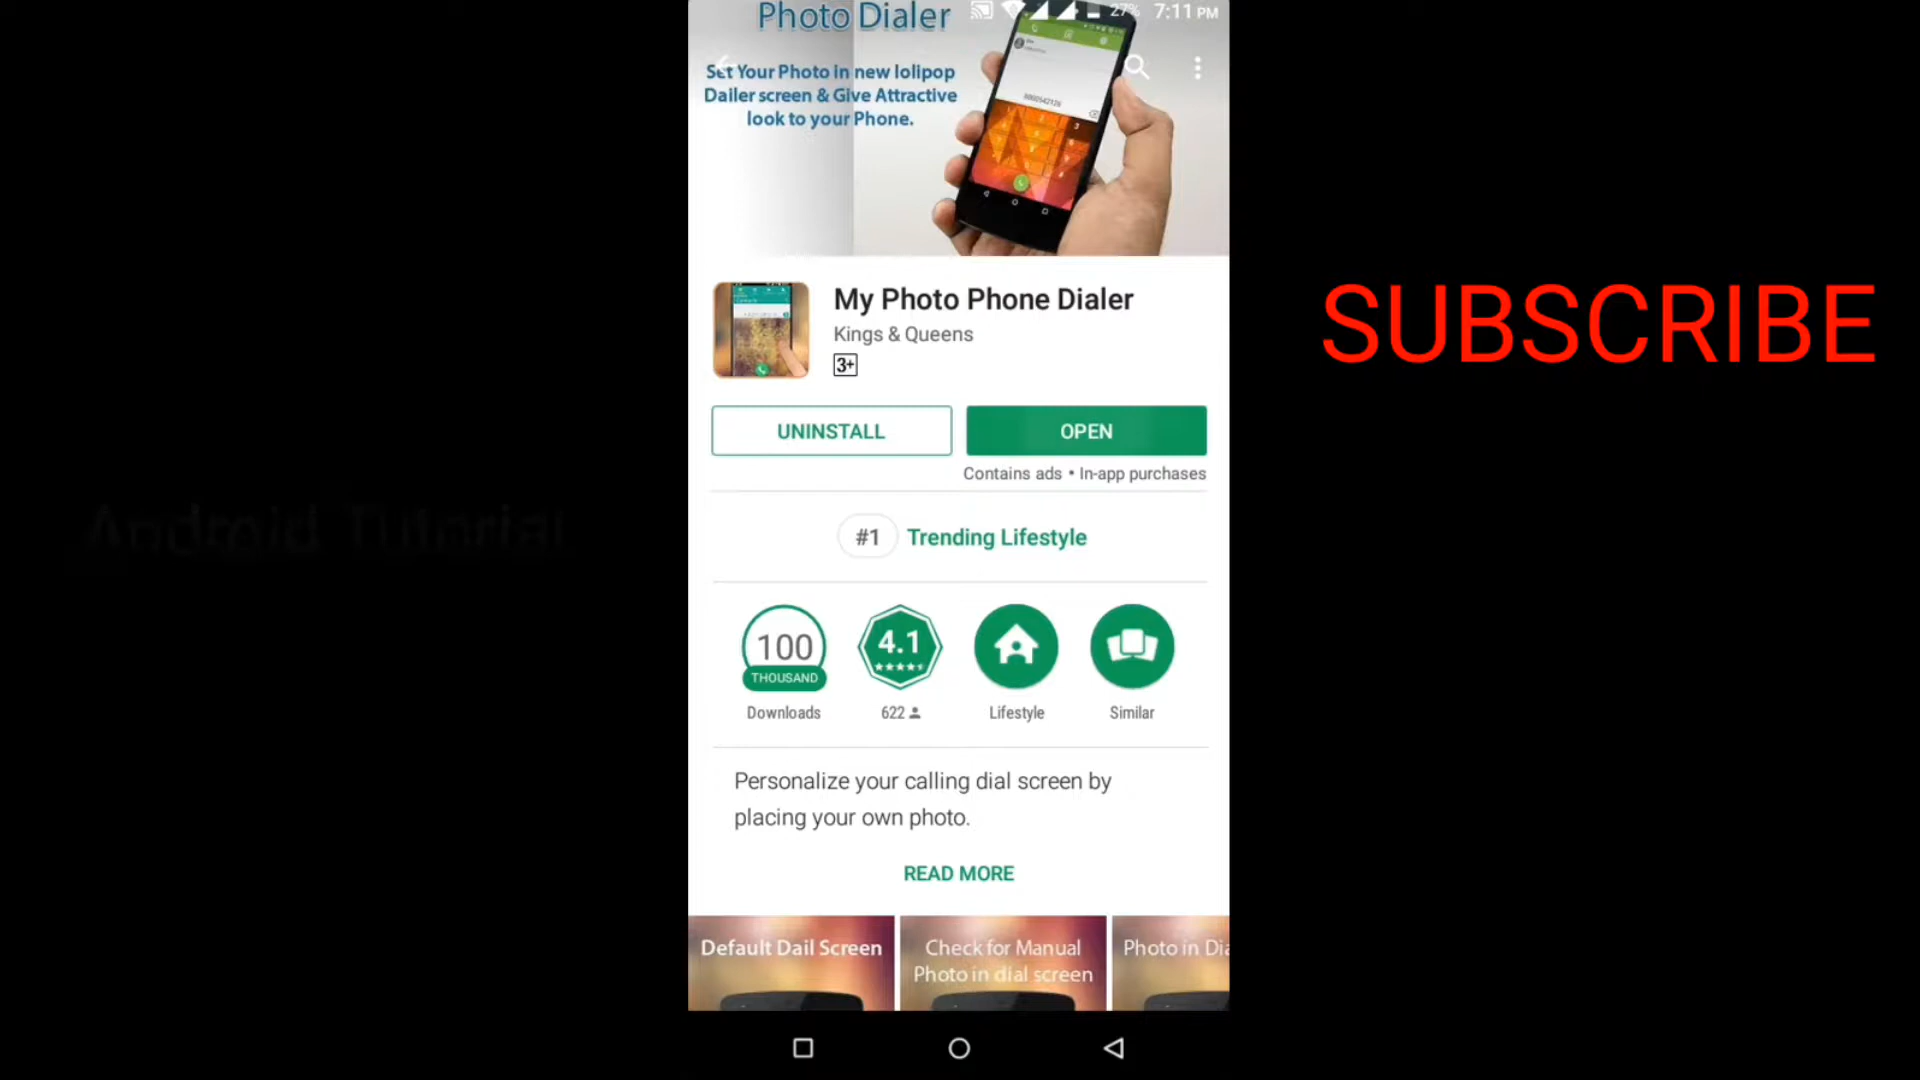 Photo Dialer
27% 7:11 PM
Set Your Photo in new lolipop
Dailer screen & Give Attractive
look to your Phone.
My Photo Phone Dialer
Kings & Queens
3+
SUBSCRIBE
UNINSTALL
OPEN
Contains ads • In-app purchases
Android Tutorial
#1 Trending Lifestyle
100
THOUSAND
4.1
Downloads
622
Lifestyle
Similar
Personalize your calling dial screen by
placing your own photo.
READ MORE
Default Dail Screen
Check for Manual
Photo in dial screen
Photo in Dia